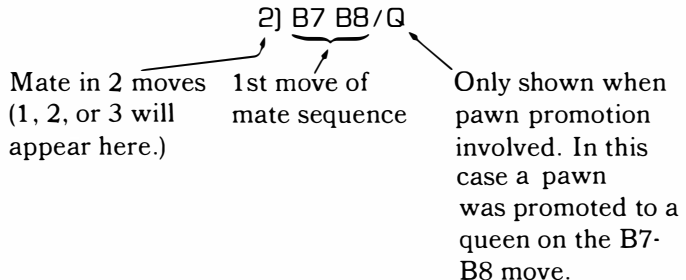 2) B7 B8/Q
Mate in 2 moves
(1, 2, or 3 will
appear here.)
1st move of
mate sequence
Only shown when
pawn promotion
involved. In this
case a pawn
was promoted to a
queen on the B7-
B8 move.